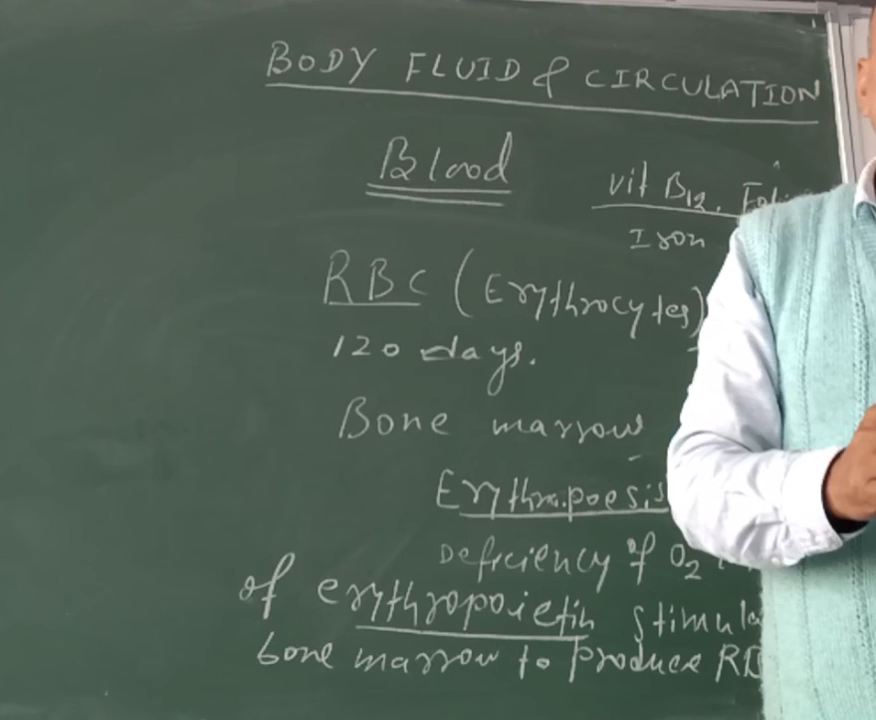 BODY FLUID & CIRCULATION
Blood
vit B12, Foli
Iron
RBC (Erythrocytes)
120 days.
Bone marrow
Erythropoesis
Deficiency of O2
of erythropoietin stimula
bone marrow to produce RB